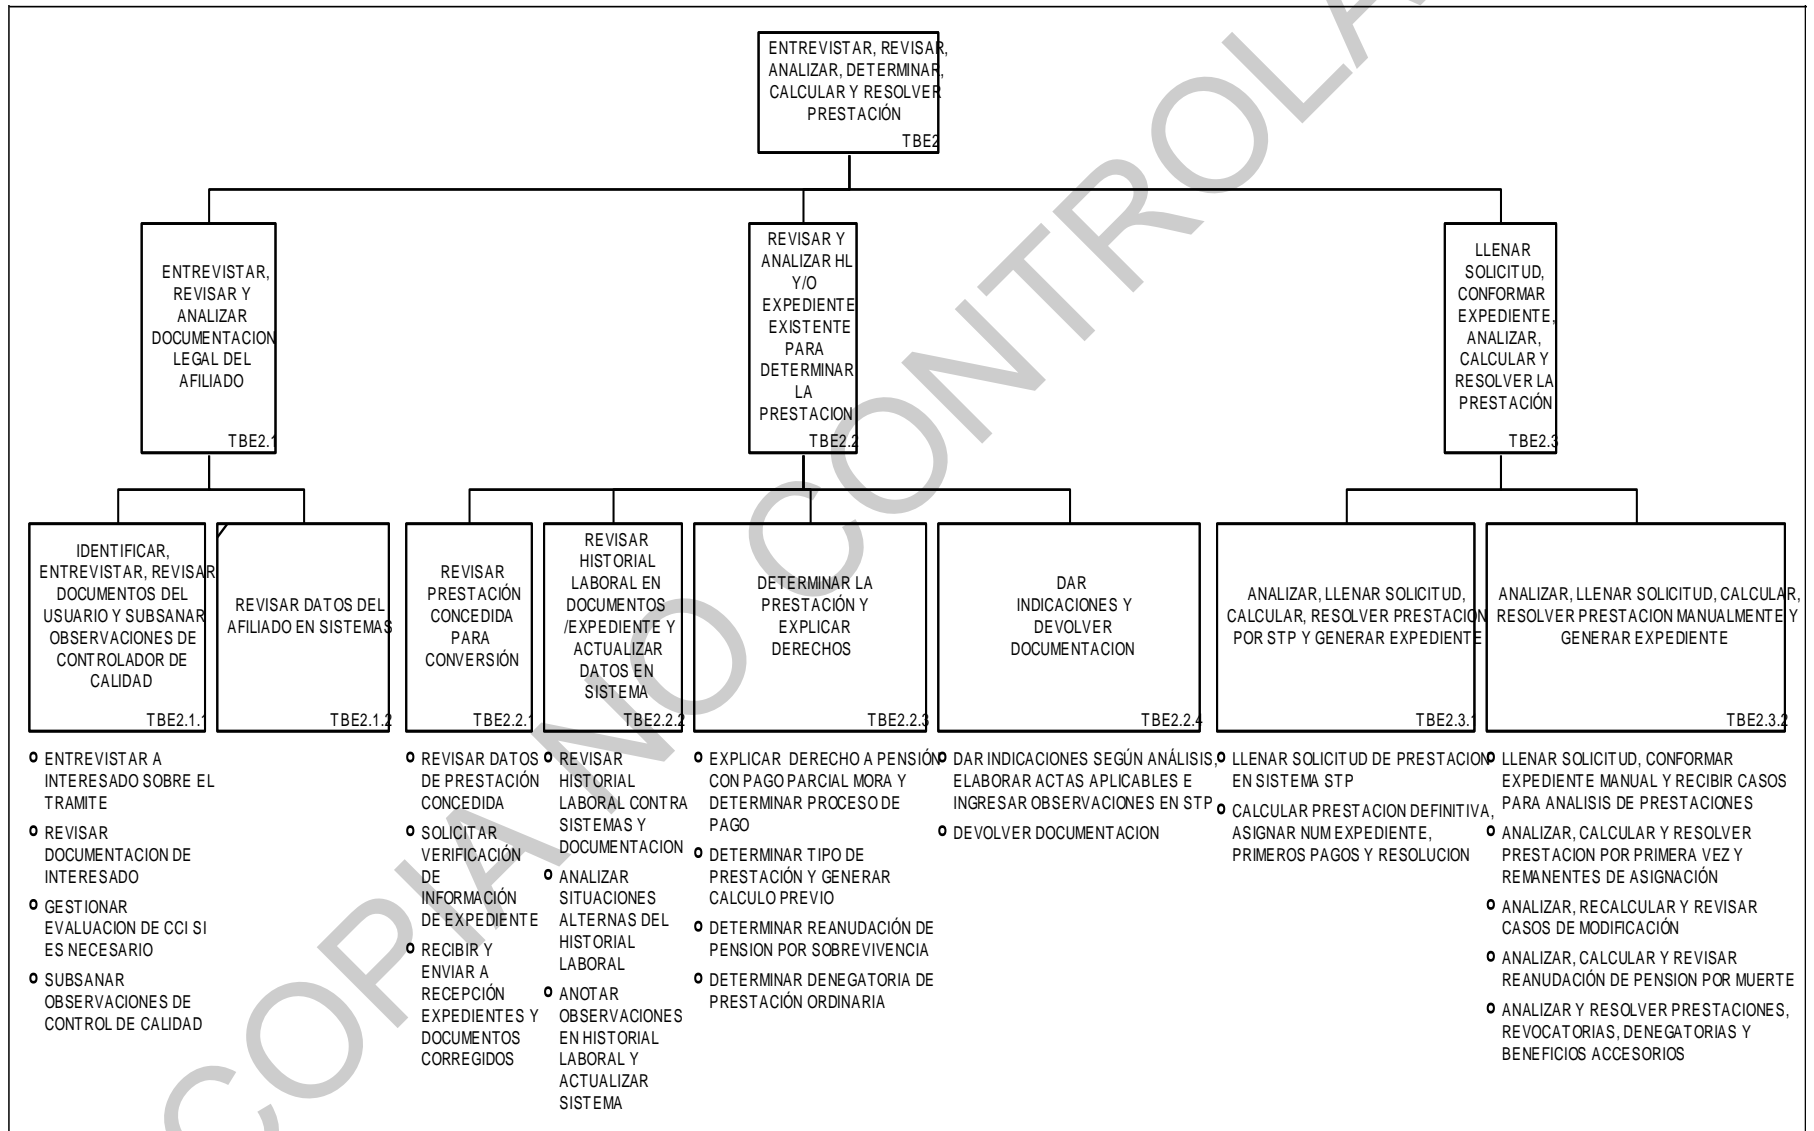 ENTREVISTAR, REVISAR,
ANALIZAR, DETERMINAR,
CALCULAR Y RESOLVER
PRESTACIÓN
TBE2
ENTREVISTAR,
REVISAR Y
ANALIZAR
DOCUMENTACION
LEGAL DEL
AFILIADO
TBE2.1
REVISAR Y
ANALIZAR HL
Y/O
EXPEDIENTE
EXISTENTE
PARA
DETERMINAR
LA
PRESTACION
TBE2.2
LLENAR
SOLICITUD,
CONFORMAR
EXPEDIENTE,
ANALIZAR,
CALCULAR Y
RESOLVER LA
PRESTACIÓN
TBE2.3
IDENTIFICAR,
ENTREVISTAR, REVISAR
DOCUMENTOS DEL
USUARIO Y SUBSANAR
OBSERVACIONES DE
CONTROLADOR DE
CALIDAD
TBE2.1.1
REVISAR DATOS DEL
AFILIADO EN SISTEMAS
TBE2.1.2
REVISAR
PRESTACIÓN
CONCEDIDA
PARA
CONVERSIÓN
TBE2.2.1
REVISAR
HISTORIAL
LABORAL EN
DOCUMENTOS
/EXPEDIENTE Y
ACTUALIZAR
DATOS EN
SISTEMA
TBE2.2.2
DETERMINAR LA
PRESTACIÓN Y
EXPLICAR
DERECHOS
TBE2.2.3
DAR
INDICACIONES Y
DEVOLVER
DOCUMENTACION
TBE2.2.4
ANALIZAR, LLENAR SOLICITUD,
CALCULAR, RESOLVER PRESTACION
POR STP Y GENERAR EXPEDIENTE
TBE2.3.1
ANALIZAR, LLENAR SOLICITUD, CALCULAR,
RESOLVER PRESTACION MANUALMENTE Y
GENERAR EXPEDIENTE
TBE2.3.2
ENTREVISTAR A
INTERESADO SOBRE EL
TRAMITE
REVISAR
DOCUMENTACION DE
INTERESADO
GESTIONAR
EVALUACION DE CCI SI
ES NECESARIO
SUBSANAR
OBSERVACIONES DE
CONTROL DE CALIDAD
REVISAR DATOS
DE PRESTACIÓN
CONCEDIDA
SOLICITAR
VERIFICACIÓN
DE
INFORMACIÓN
DE EXPEDIENTE
RECIBIR Y
ENVIAR A
RECEPCIÓN
EXPEDIENTES Y
DOCUMENTOS
CORREGIDOS
REVISAR
HISTORIAL
LABORAL CONTRA
SISTEMAS Y
DOCUMENTACION
ANALIZAR
SITUACIONES
ALTERNAS DEL
HISTORIAL
LABORAL
ANOTAR
OBSERVACIONES
EN HISTORIAL
LABORAL Y
ACTUALIZAR
SISTEMA
EXPLICAR DERECHO A PENSIÓN
CON PAGO PARCIAL MORA Y
DETERMINAR PROCESO DE
PAGO
DETERMINAR TIPO DE
PRESTACIÓN Y GENERAR
CALCULO PREVIO
DETERMINAR REANUDACIÓN DE
PENSION POR SOBREVIVENCIA
DETERMINAR DENEGATORIA DE
PRESTACIÓN ORDINARIA
DAR INDICACIONES SEGÚN ANÁLISIS,
ELABORAR ACTAS APLICABLES E
INGRESAR OBSERVACIONES EN STP
DEVOLVER DOCUMENTACION
LLENAR SOLICITUD DE PRESTACION
EN SISTEMA STP
CALCULAR PRESTACION DEFINITIVA,
ASIGNAR NUM EXPEDIENTE,
PRIMEROS PAGOS Y RESOLUCION
LLENAR SOLICITUD, CONFORMAR
EXPEDIENTE MANUAL Y RECIBIR CASOS
PARA ANALISIS DE PRESTACIONES
ANALIZAR, CALCULAR Y RESOLVER
PRESTACION POR PRIMERA VEZ Y
REMANENTES DE ASIGNACIÓN
ANALIZAR, RECALCULAR Y REVISAR
CASOS DE MODIFICACIÓN
ANALIZAR, CALCULAR Y REVISAR
REANUDACIÓN DE PENSION POR MUERTE
ANALIZAR Y RESOLVER PRESTACIONES,
REVOCATORIAS, DENEGATORIAS Y
BENEFICIOS ACCESORIOS
COPIA NO CONTROLA